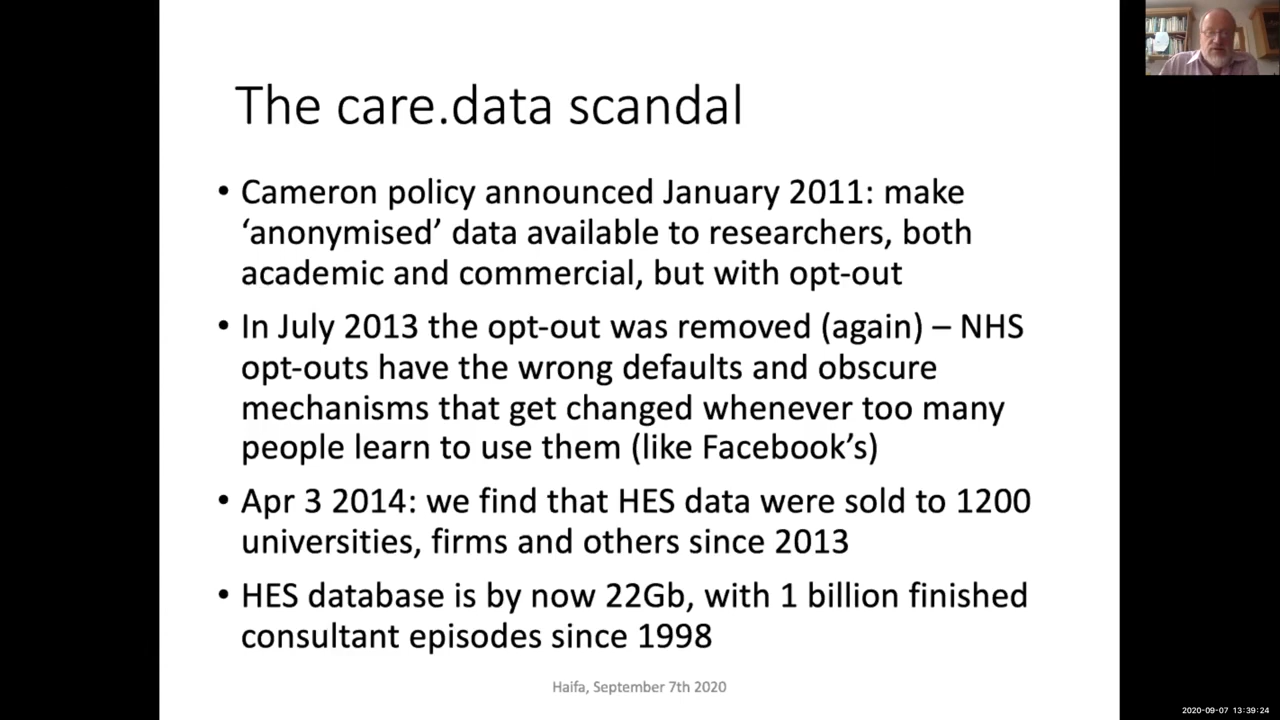 The care.data scandal
• Cameron policy announced January 2011: make
‘anonymised’ data available to researchers, both
academic and commercial, but with opt-out
• In July 2013 the opt-out was removed (again) – NHS
opt-outs have the wrong defaults and obscure
mechanisms that get changed whenever too many
people learn to use them (like Facebook’s)
• Apr 3 2014: we find that HES data were sold to 1200
universities, firms and others since 2013
• HES database is by now 22Gb, with 1 billion finished
consultant episodes since 1998
Haifa, September 7th 2020
2020-09-07 13:39:24